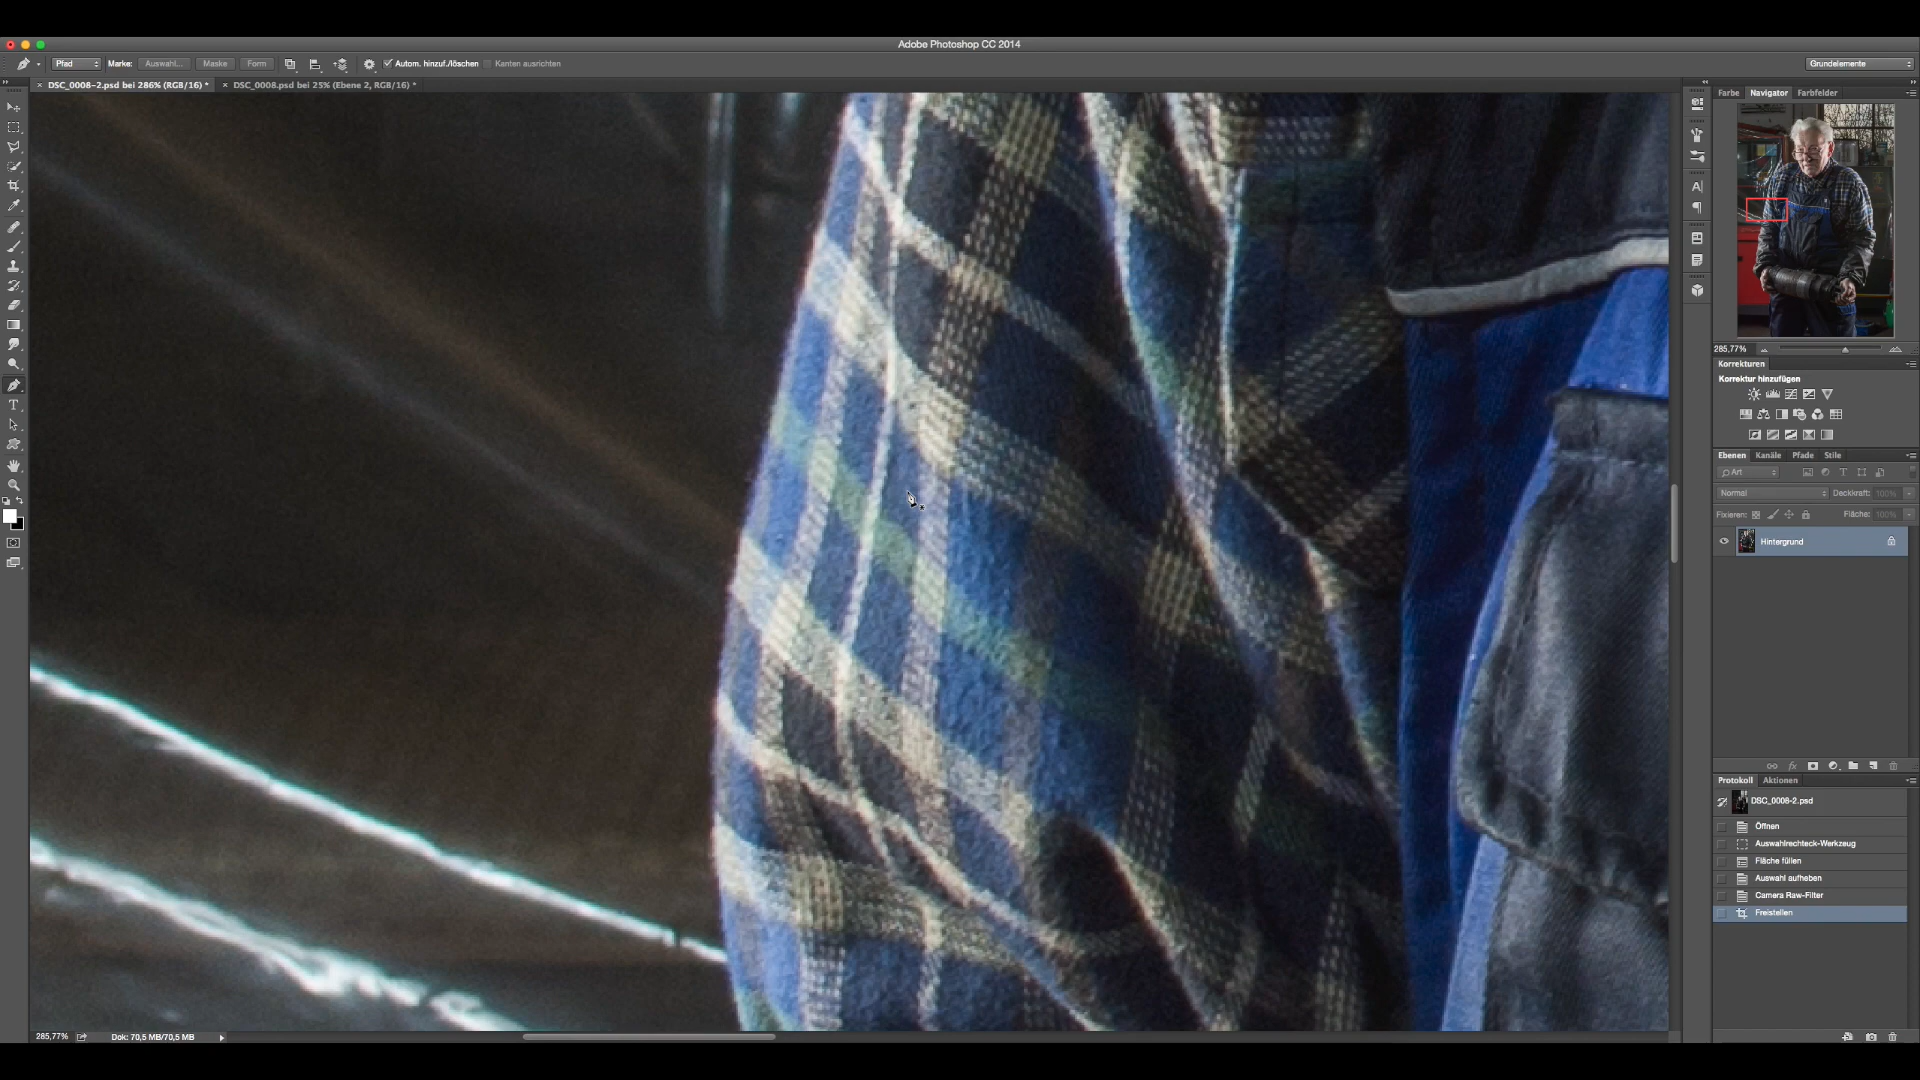 Adobe Photoshop CC 2014
Pfad Marke: Auswahl... Maske Form Autom. hinzuf./löschen Kanten ausrichten Grundelemente
× DSC_0008-2.psd bei 286% (RGB/16) * × DSC_0008.psd bei 25% (Ebene 2, RGB/16) *
Farbe Navigator Farbfelder
285,77%
Korrekturen
Korrektur hinzufügen
Ebenen Kanäle Pfade Stile
Art
Normal Deckkraft: 100%
Fixieren: Fläche: 100%
Hintergrund
Protokoll Aktionen
DSC_0008-2.psd
Öffnen
Auswahlrechteck-Werkzeug
Fläche füllen
Auswahl aufheben
Camera Raw-Filter
Freistellen
285,77% Dok: 70,5 MB/70,5 MB